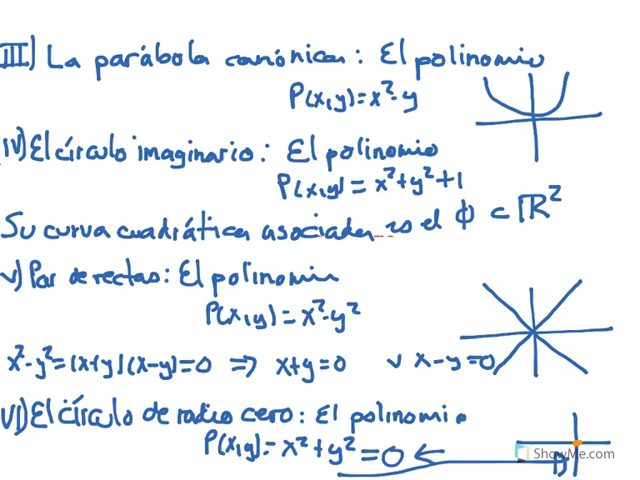 III) La parábola canónica: El polinomio
P(x,y)=x²-y
IV) El círculo imaginario: El polinomio
P(x,y) = x²+y²+1
Su curva cuadrática asociada es el ϕ ⊂ ℝ²
V) Par de rectas: El polinomio
P(x,y) = x²-y²
x²-y²=(x+y)(x-y)=0 ⇒ x+y=0 ∨ x-y=0
VI) El círculo de radio cero: El polinomio
P(x,y)= x²+y²=0 ←
ShowMe.com